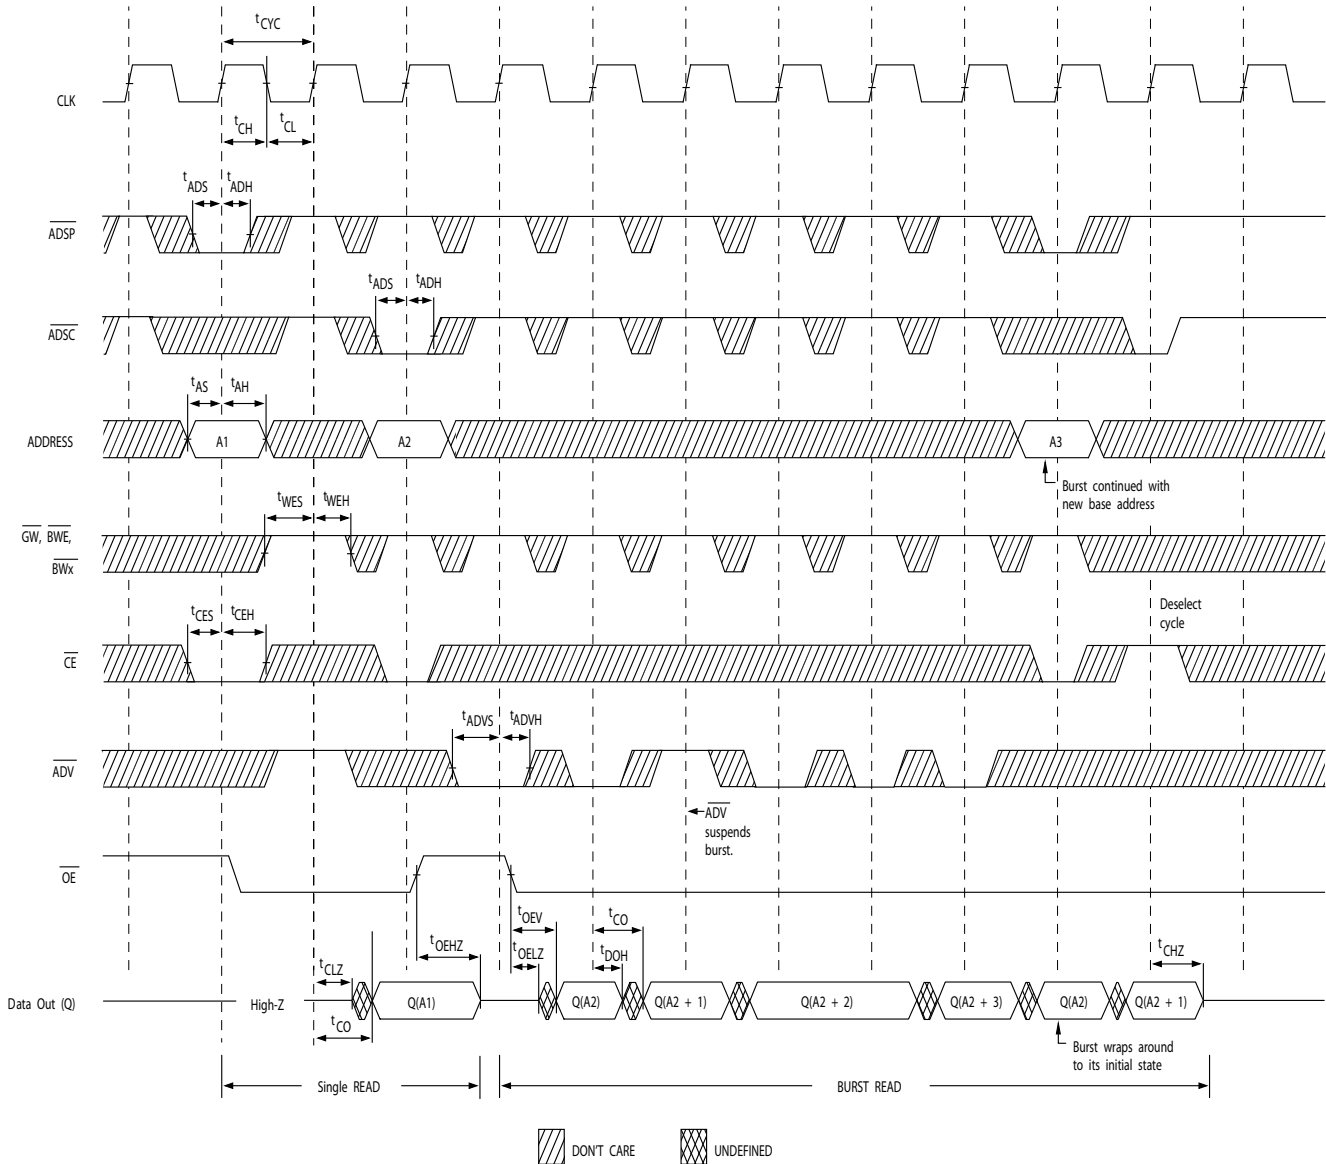 tCYC
CLK
tCH
tCL
tADS
tADH
ADSP
tADS
tADH
ADSC
tAS
tAH
ADDRESS
A1
A2
A3
Burst continued with
new base address
tWES
tWEH
GW, BWE,
BWx
tCES
tCEH
Deselect
cycle
CE
tADVS
tADVH
ADV
ADV
suspends
burst.
OE
tOEV
tCO
tOEHZ
tOELZ
tDOH
tCHZ
tCLZ
Data Out (Q)
High-Z
Q(A1)
Q(A2)
Q(A2 + 1)
Q(A2 + 2)
Q(A2 + 3)
Q(A2)
Q(A2 + 1)
tCO
Burst wraps around
to its initial state
Single READ
BURST READ
DON'T CARE
UNDEFINED